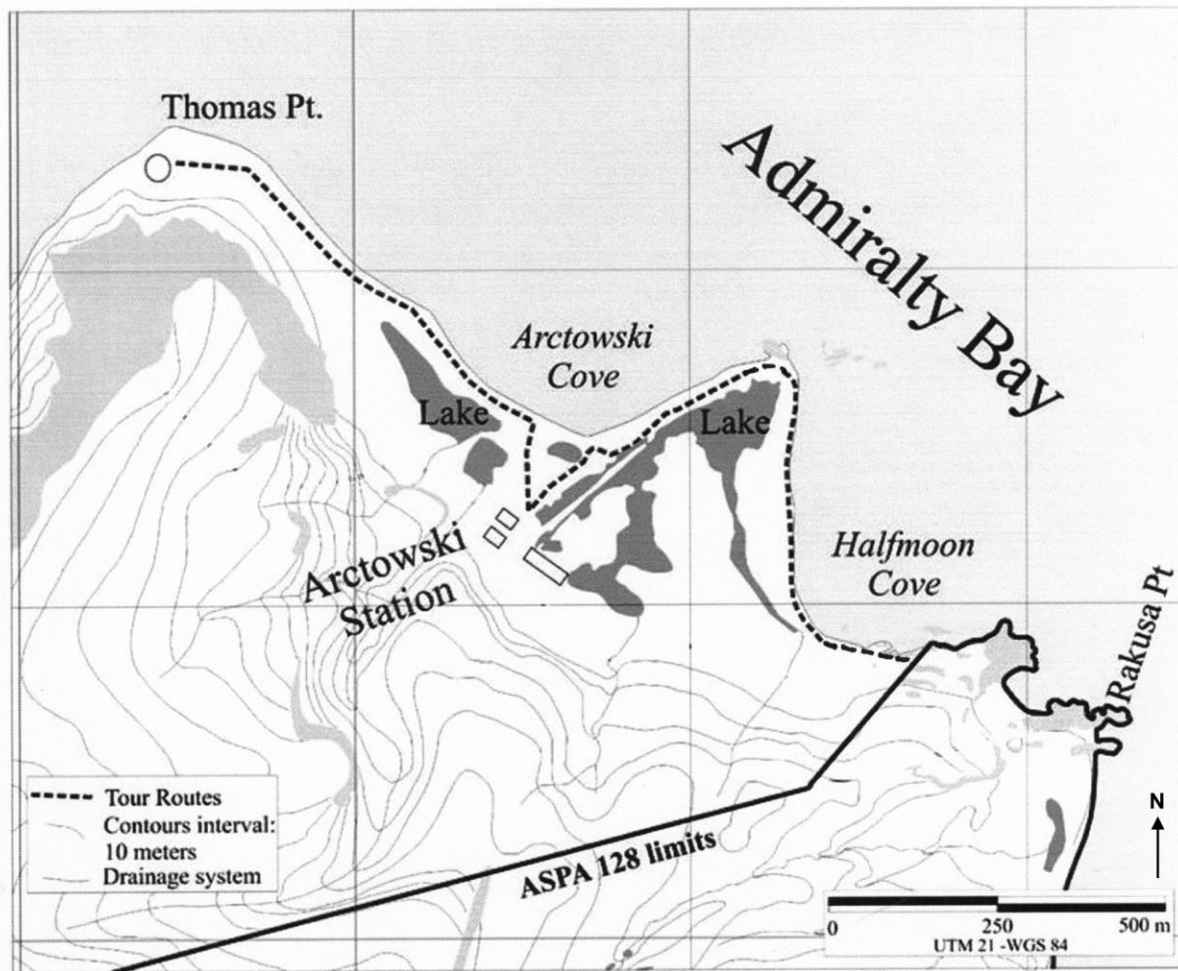 Thomas Pt.
Admiralty Bay
Arctowski
Cove
Lake
Lake
Arctowski
Station
Halfmoon
Cove
Rakusa Pt
Tour Routes
Contours interval:
10 meters
Drainage system
ASPA 128 limits
N
0 250 500 m
UTM 21 -WGS 84